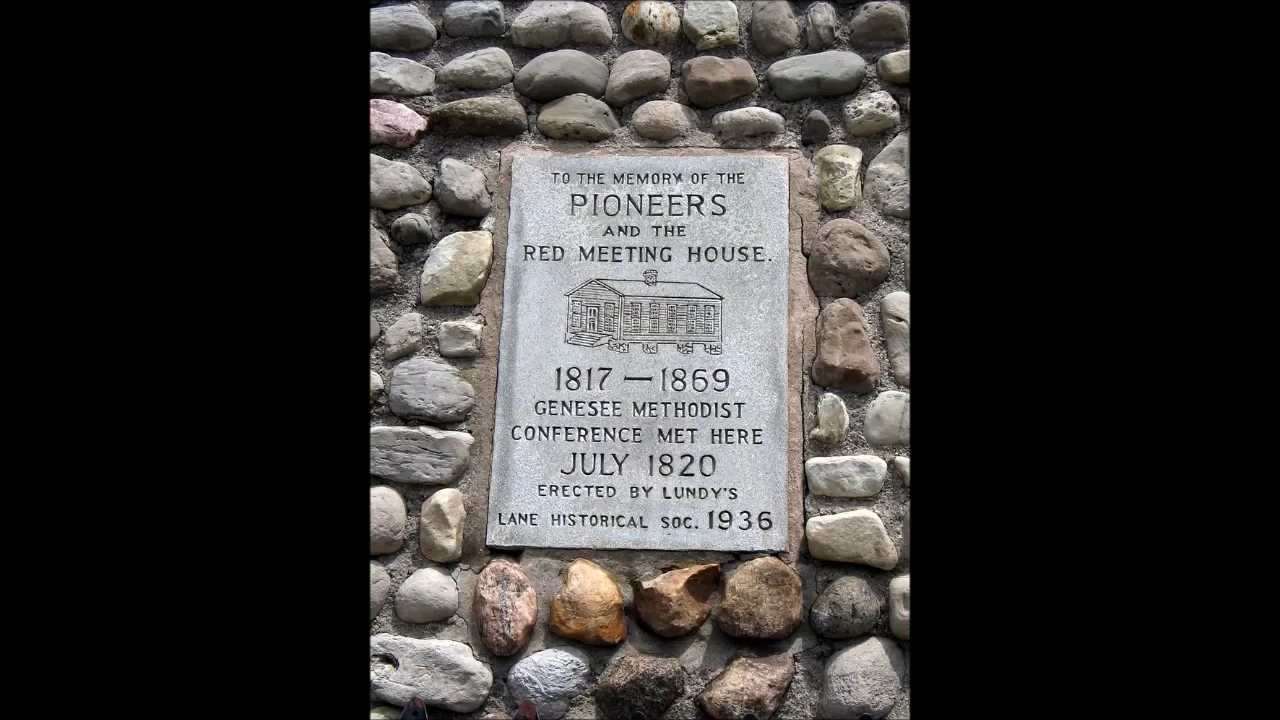 TO THE MEMORY OF THE
PIONEERS
AND THE
RED MEETING HOUSE.
1817 — 1869
GENESEE METHODIST
CONFERENCE MET HERE
JULY 1820
ERECTED BY LUNDY'S
LANE HISTORICAL SOC. 1936